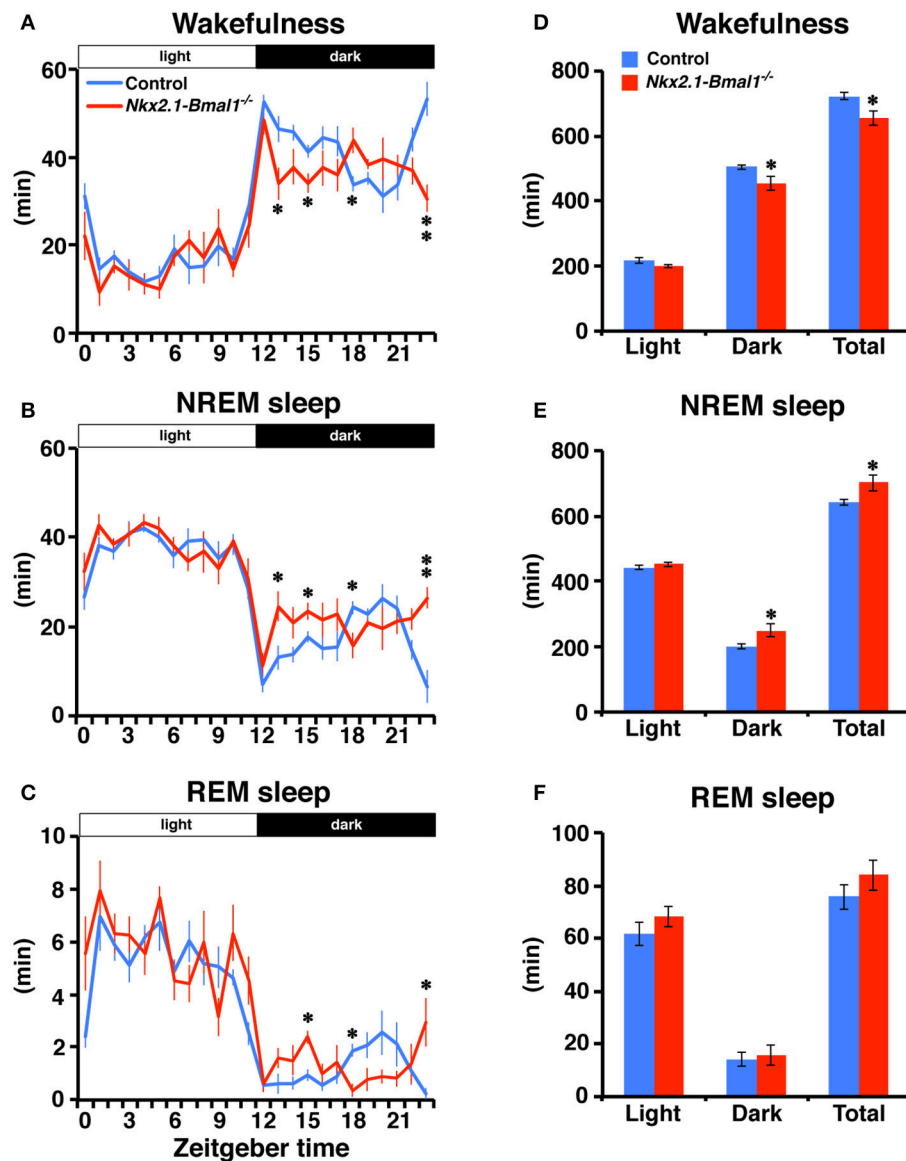 A
Wakefulness
light
dark
Control
Nkx2.1-Bmal1-/-
60
40
20
0
(min)
0 3 6 9 12 15 18 21
*
*
*
**
B
NREM sleep
light
dark
60
40
20
0
(min)
0 3 6 9 12 15 18 21
*
*
*
**
C
REM sleep
light
dark
10
8
6
4
2
0
(min)
0 3 6 9 12 15 18 21
*
*
*
Zeitgeber time
D
Wakefulness
Control
Nkx2.1-Bmal1-/-
800
600
400
200
0
(min)
*
*
Light Dark Total
E
NREM sleep
800
600
400
200
0
(min)
*
*
Light Dark Total
F
REM sleep
100
80
60
40
20
0
(min)
Light Dark Total